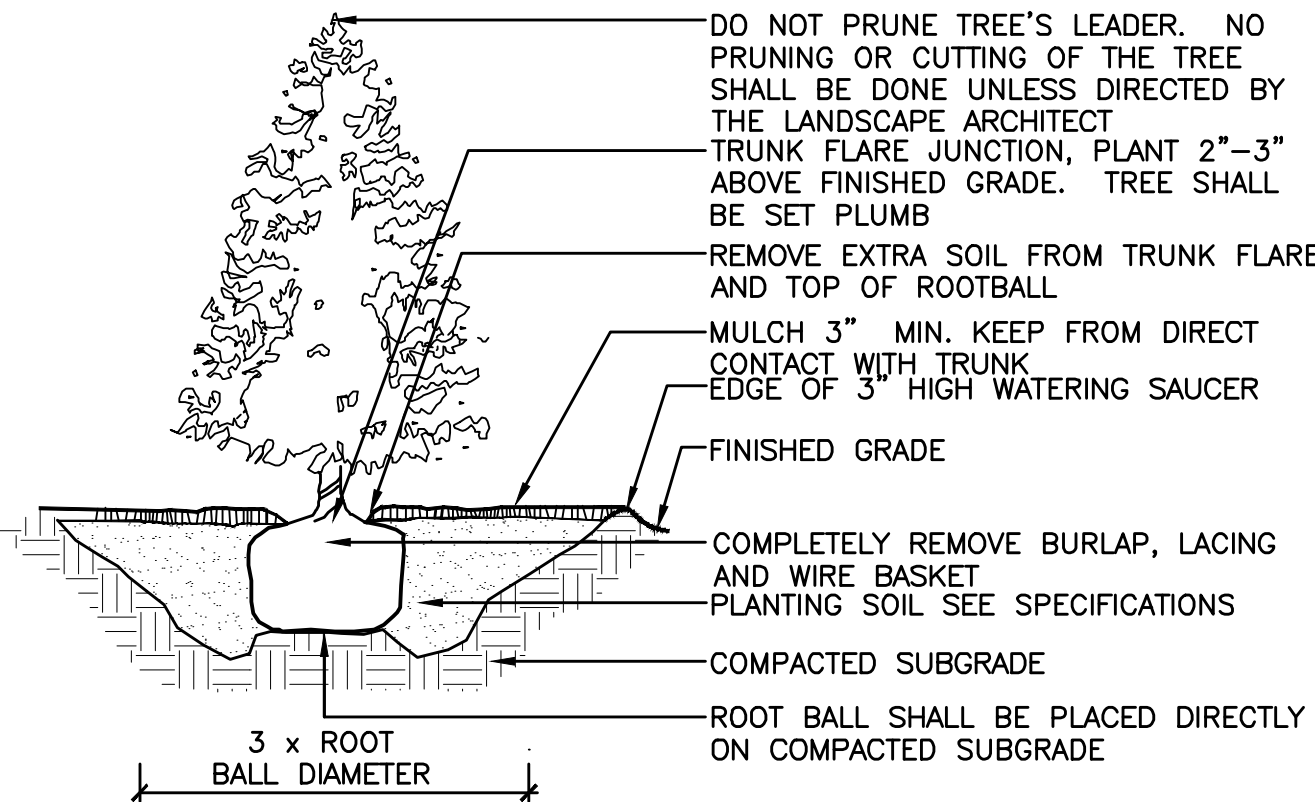 DO NOT PRUNE TREE'S LEADER. NO
PRUNING OR CUTTING OF THE TREE
SHALL BE DONE UNLESS DIRECTED BY
THE LANDSCAPE ARCHITECT
TRUNK FLARE JUNCTION, PLANT 2"-3"
ABOVE FINISHED GRADE. TREE SHALL
BE SET PLUMB
REMOVE EXTRA SOIL FROM TRUNK FLARE
AND TOP OF ROOTBALL
MULCH 3" MIN. KEEP FROM DIRECT
CONTACT WITH TRUNK
EDGE OF 3" HIGH WATERING SAUCER
FINISHED GRADE
COMPLETELY REMOVE BURLAP, LACING
AND WIRE BASKET
PLANTING SOIL SEE SPECIFICATIONS
COMPACTED SUBGRADE
ROOT BALL SHALL BE PLACED DIRECTLY
ON COMPACTED SUBGRADE
3 x ROOT
BALL DIAMETER